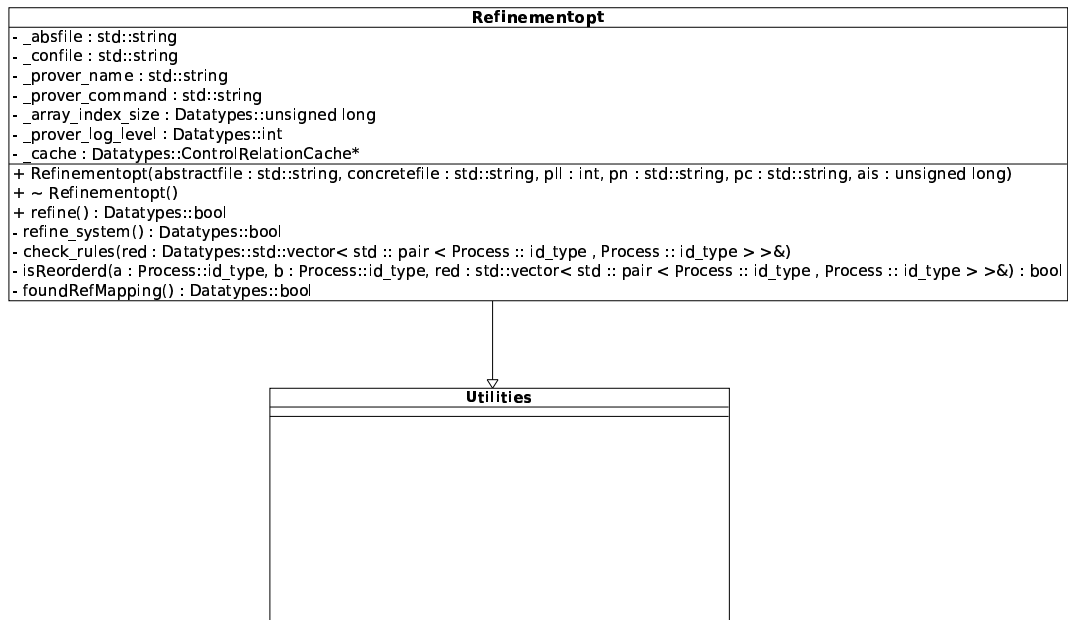 Refinementopt
- _absfile : std::string
- _confile : std::string
- _prover_name : std::string
- _prover_command : std::string
- _array_index_size : Datatypes::unsigned long
- _prover_log_level : Datatypes::int
- _cache : Datatypes::ControlRelationCache*
+ Refinementopt(abstractfile : std::string, concretefile : std::string, pll : int, pn : std::string, pc : std::string, ais : unsigned long)
+ ~ Refinementopt()
+ refine() : Datatypes::bool
- refine_system() : Datatypes::bool
- check_rules(red : Datatypes::std::vector< std :: pair < Process :: id_type , Process :: id_type > >&)
- isReorderd(a : Process::id_type, b : Process::id_type, red : std::vector< std :: pair < Process :: id_type , Process :: id_type > >&) : bool
- foundRefMapping() : Datatypes::bool
Utilities